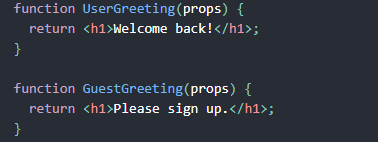 function UserGreeting(props) {
  return <h1>Welcome back!</h1>;
}

function GuestGreeting(props) {
  return <h1>Please sign up.</h1>;
}